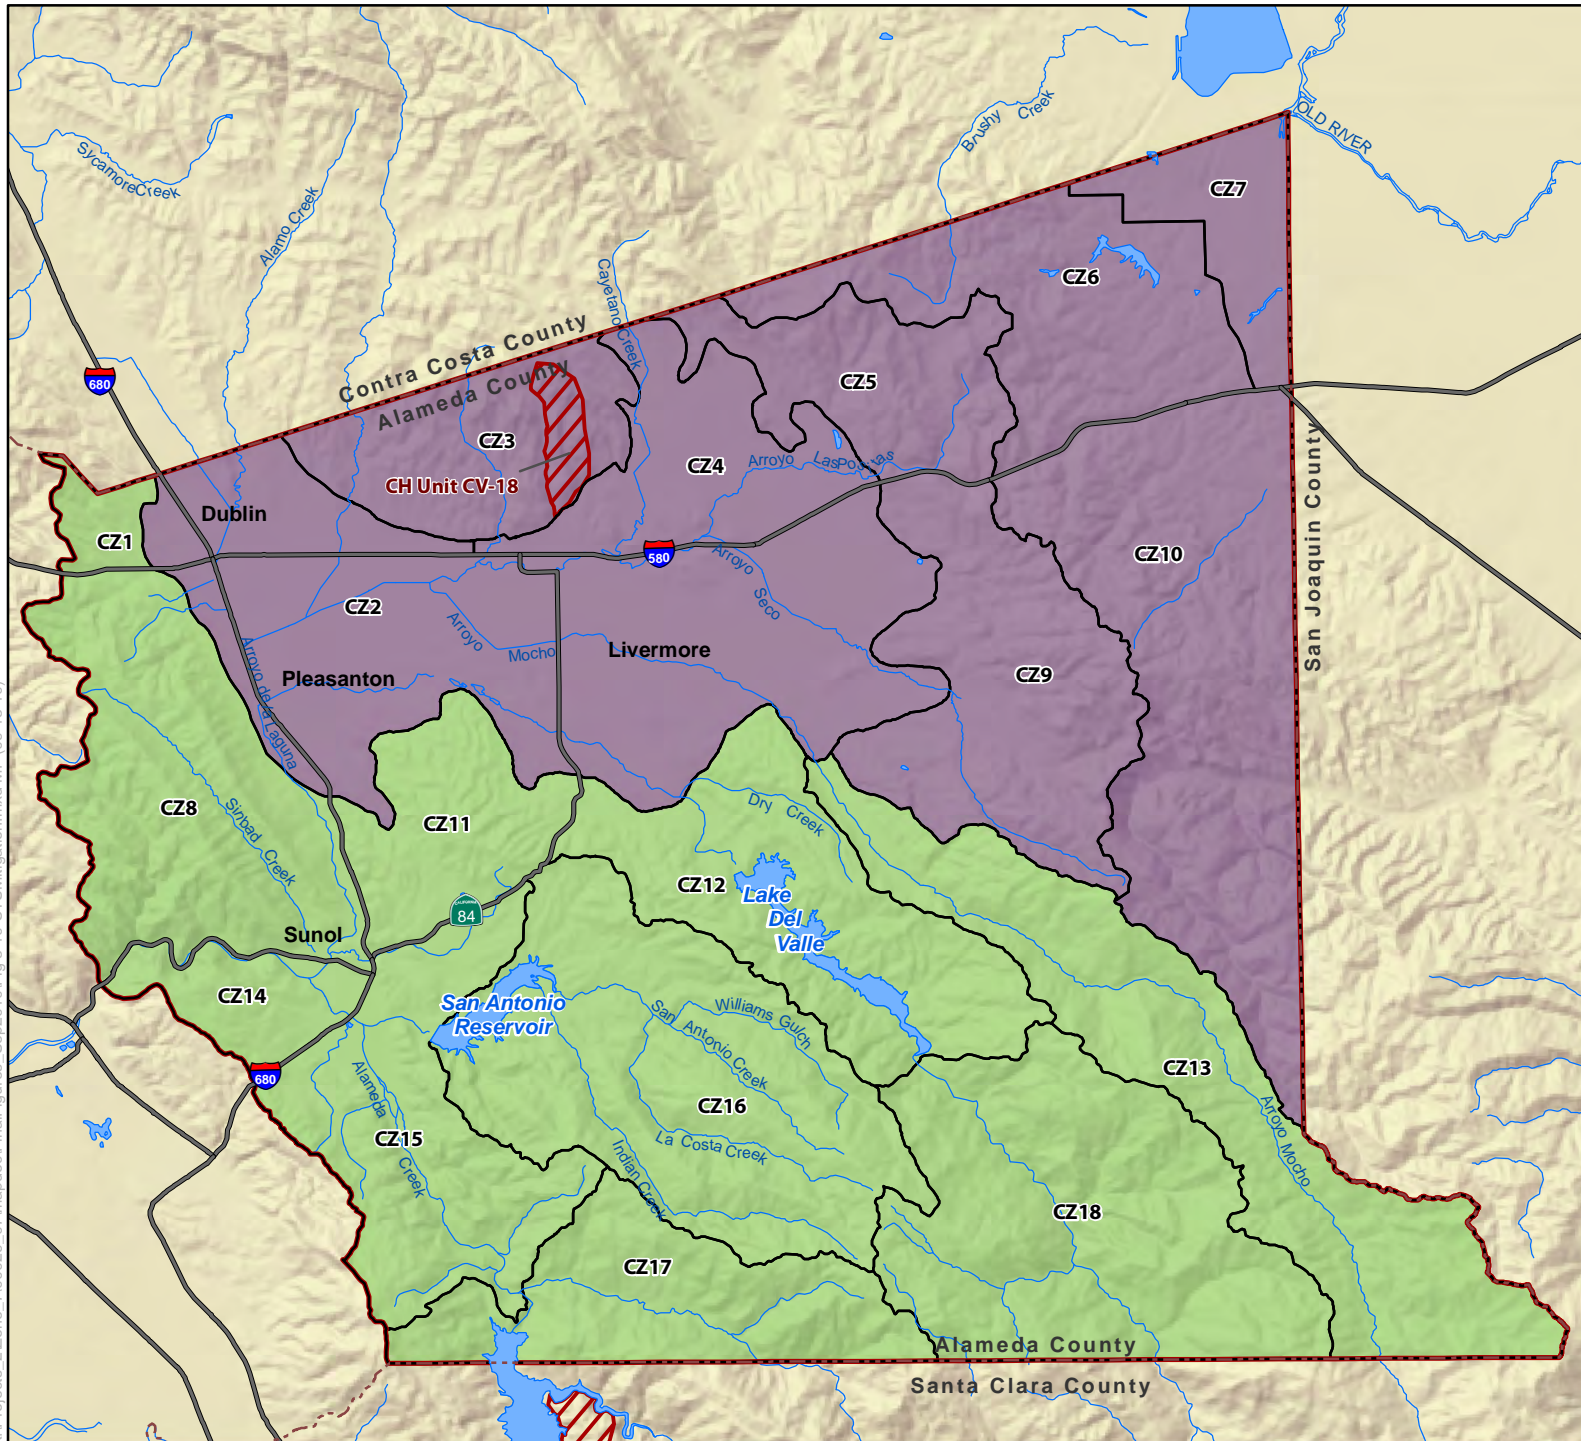 OLD RIVER
Brushy Creek
Sycamore Creek
Alamo Creek
CZ7
CZ6
Cayetano Creek
Contra Costa County
Alameda County
680
CZ5
CZ3
CZ4
Arroyo Las Positas
San Joaquin County
CH Unit CV-18
Dublin
CZ1
580
CZ10
Arroyo Seco
CZ2
Arroyo Mocho
Livermore
Pleasanton
CZ9
Arroyo de la Laguna
CZ8
Sinbad Creek
CZ11
Dry Creek
CZ12
Lake
Del
Valle
CALIFORNIA
84
Sunol
CZ14
San Antonio
Reservoir
Williams Gulch
San Antonio Creek
680
CZ13
CZ16
Alameda Creek
CZ15
La Costa Creek
Indian Creek
Arroyo Mocho
CZ18
CZ17
Alameda County
Santa Clara County